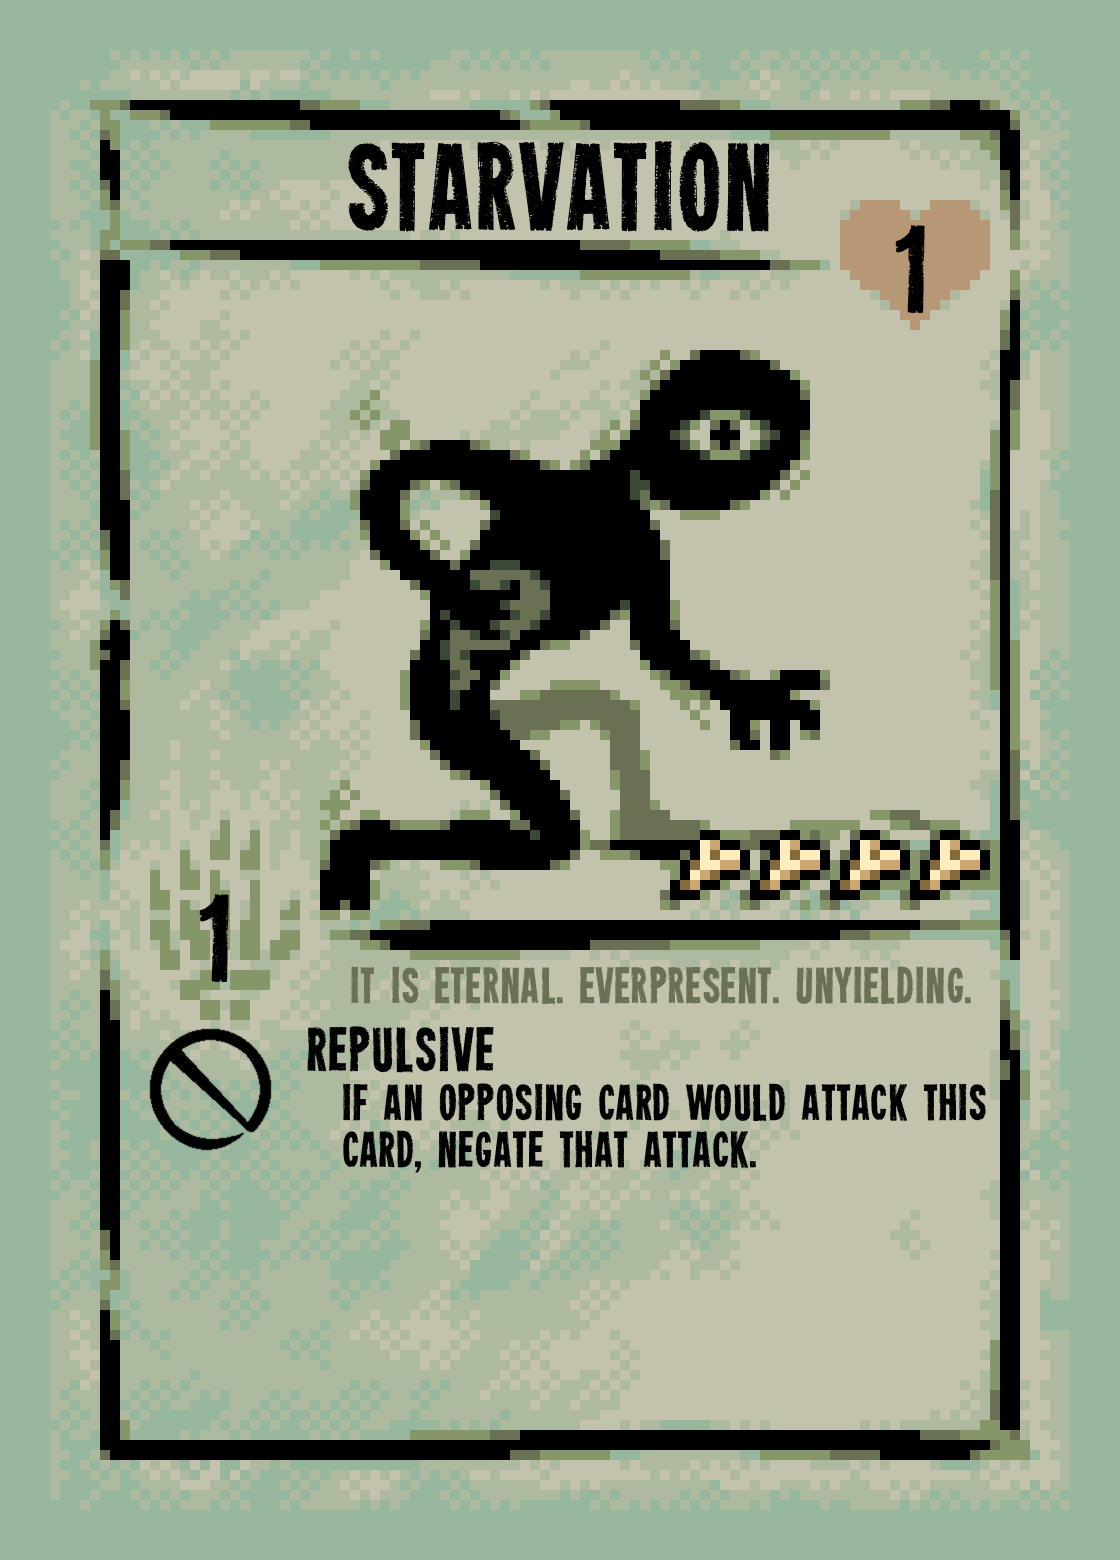 STARVATION
1
1
IT IS ETERNAL. EVERPRESENT. UNYIELDING.
REPULSIVE
IF AN OPPOSING CARD WOULD ATTACK THIS
CARD, NEGATE THAT ATTACK.